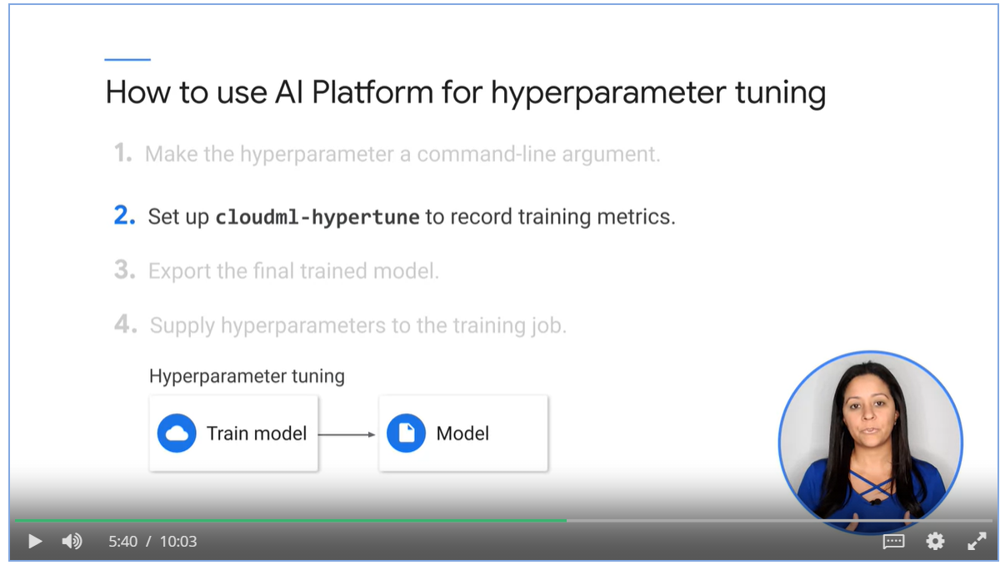 How to use AI Platform for hyperparameter tuning
1. Make the hyperparameter a command-line argument.
2. Set up cloudml-hypertune to record training metrics.
3. Export the final trained model.
4. Supply hyperparameters to the training job.
Hyperparameter tuning
Train model
Model
5:40 / 10:03